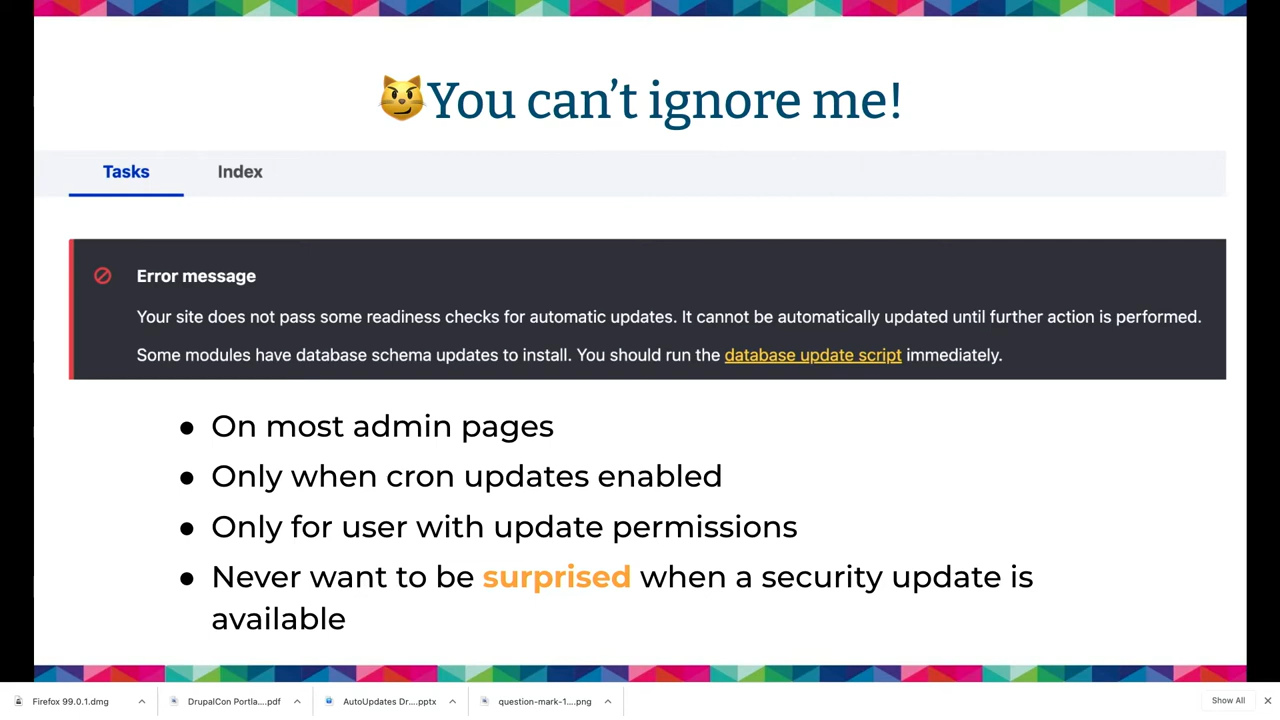 You can’t ignore me!
Tasks Index
Error message
Your site does not pass some readiness checks for automatic updates. It cannot be automatically updated until further action is performed.
Some modules have database schema updates to install. You should run the database update script immediately.
● On most admin pages
● Only when cron updates enabled
● Only for user with update permissions
● Never want to be surprised when a security update is
available
Firefox 99.0.1.dmg DrupalCon Portla....pdf AutoUpdates Dr....pptx question-mark-1....png Show All